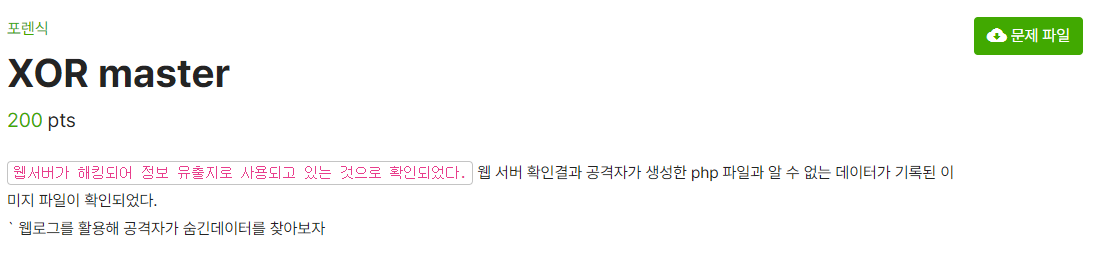 포렌식
문제 파일
XOR master
200 pts
웹서버가 해킹되어 정보 유출지로 사용되고 있는 것으로 확인되었다. 웹 서버 확인결과 공격자가 생성한 php 파일과 알 수 없는 데이터가 기록된 이
미지 파일이 확인되었다.
` 웹로그를 활용해 공격자가 숨긴데이터를 찾아보자